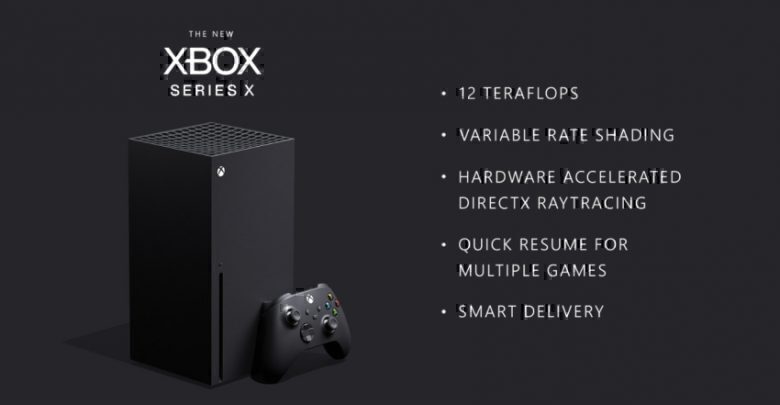 THE NEW
XBOX
SERIES X
• 12 TERAFLOPS
• VARIABLE RATE SHADING
• HARDWARE ACCELERATED
DIRECTX RAYTRACING
• QUICK RESUME FOR
MULTIPLE GAMES
• SMART DELIVERY